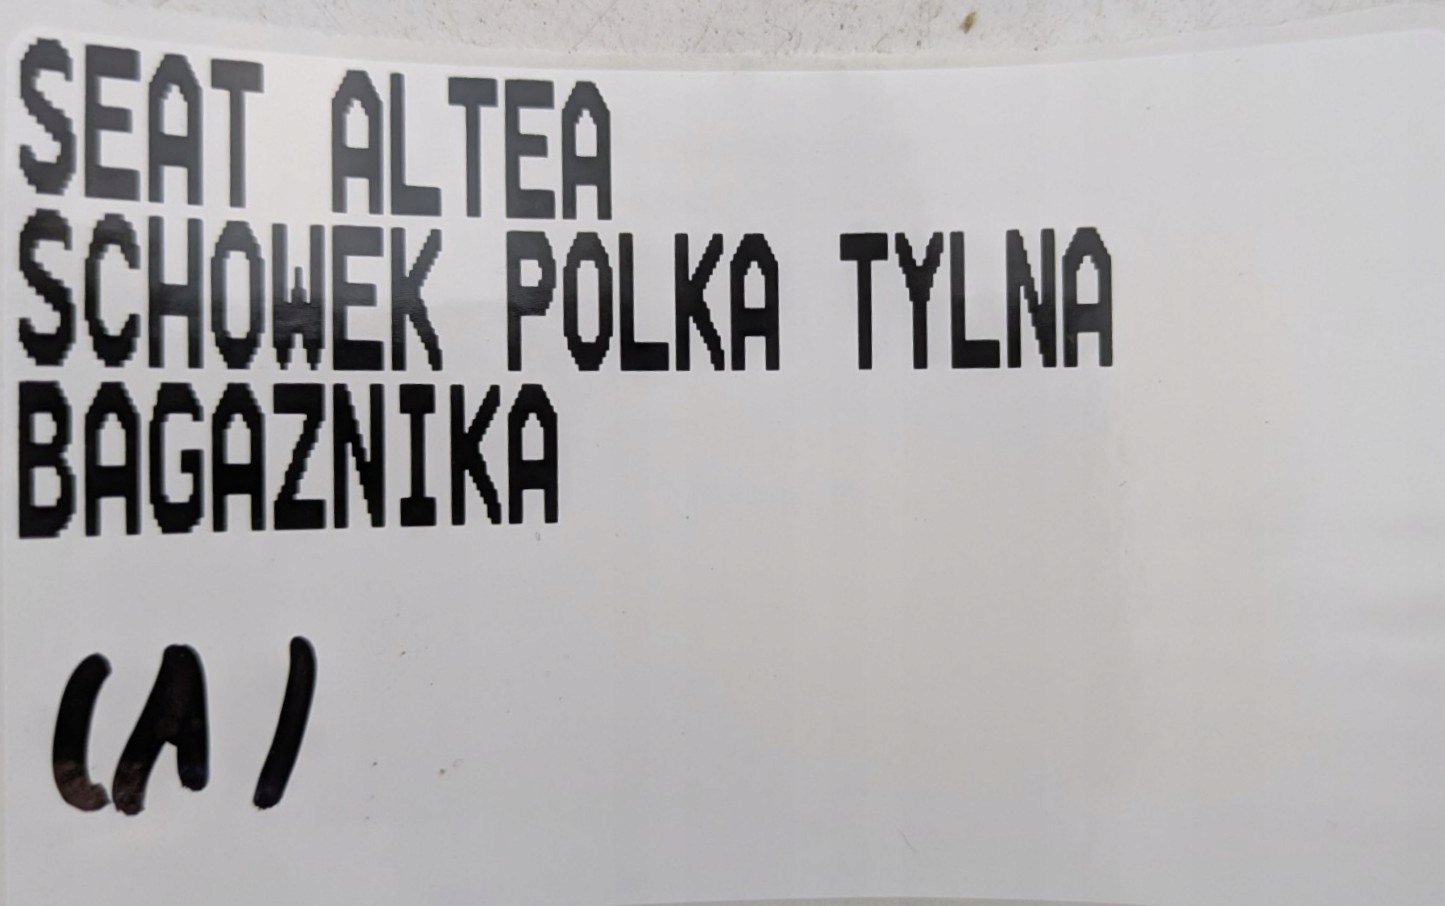 SEAT ALTEA
SCHOWEK POLKA TYLNA
BAGAZNIKA
(A)